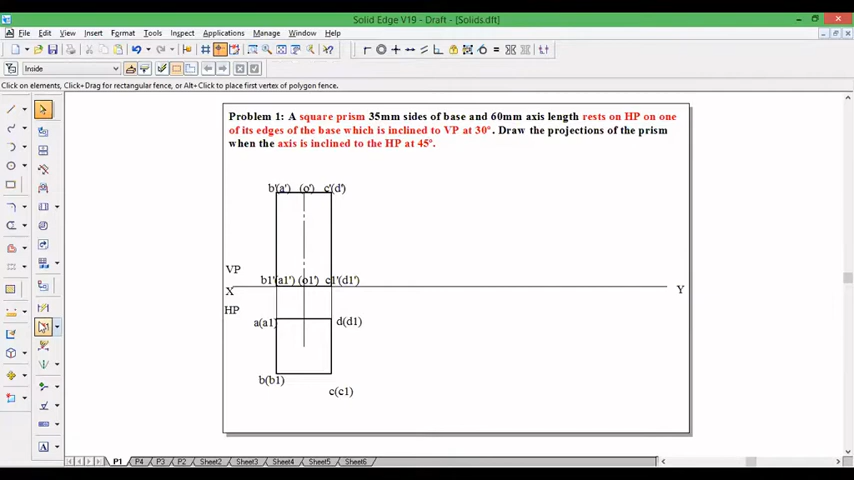 Solid Edge V19 - Draft - [Solids.dft]
File Edit View Insert Format Tools Inspect Applications Manage Window Help
Inside
Click on elements, Click+Drag for rectangular fence, or Alt+Click to place first vertex of polygon fence.
Problem 1: A square prism 35mm sides of base and 60mm axis length rests on HP on one
of its edges of the base which is inclined to VP at 30°. Draw the projections of the prism
when the axis is inclined to the HP at 45°.
b'(a') (o') c'(d')
VP
b1'(a1') (o1') c1'(d1')
X Y
HP
a(a1) d(d1)
b(b1)
c(c1)
A
P1 P4 P3 P2 Sheet2 Sheet3 Sheet4 Sheet5 Sheet6